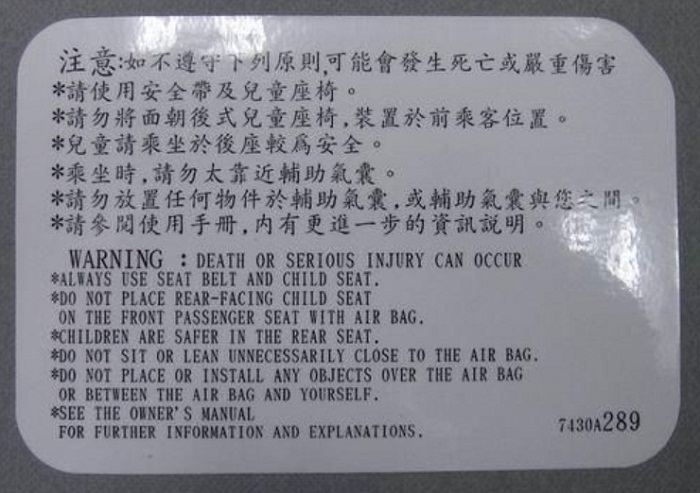 注意:如不遵守下列原則,可能會發生死亡或嚴重傷害
*請使用安全帶及兒童座椅。
*請勿將面朝後式兒童座椅,裝置於前乘客位置。
*兒童請乘坐於後座較爲安全。
*乘坐時,請勿太靠近輔助氣囊。
*請勿放置任何物件於輔助氣囊,或輔助氣囊與您之間。
*請參閱使用手冊,内有更進一步的資訊説明。
WARNING : DEATH OR SERIOUS INJURY CAN OCCUR
*ALWAYS USE SEAT BELT AND CHILD SEAT.
*DO NOT PLACE REAR-FACING CHILD SEAT
ON THE FRONT PASSENGER SEAT WITH AIR BAG.
*CHILDREN ARE SAFER IN THE REAR SEAT.
*DO NOT SIT OR LEAN UNNECESSARILY CLOSE TO THE AIR BAG.
*DO NOT PLACE OR INSTALL ANY OBJECTS OVER THE AIR BAG
OR BETWEEN THE AIR BAG AND YOURSELF.
*SEE THE OWNER'S MANUAL
FOR FURTHER INFORMATION AND EXPLANATIONS.
7430A289